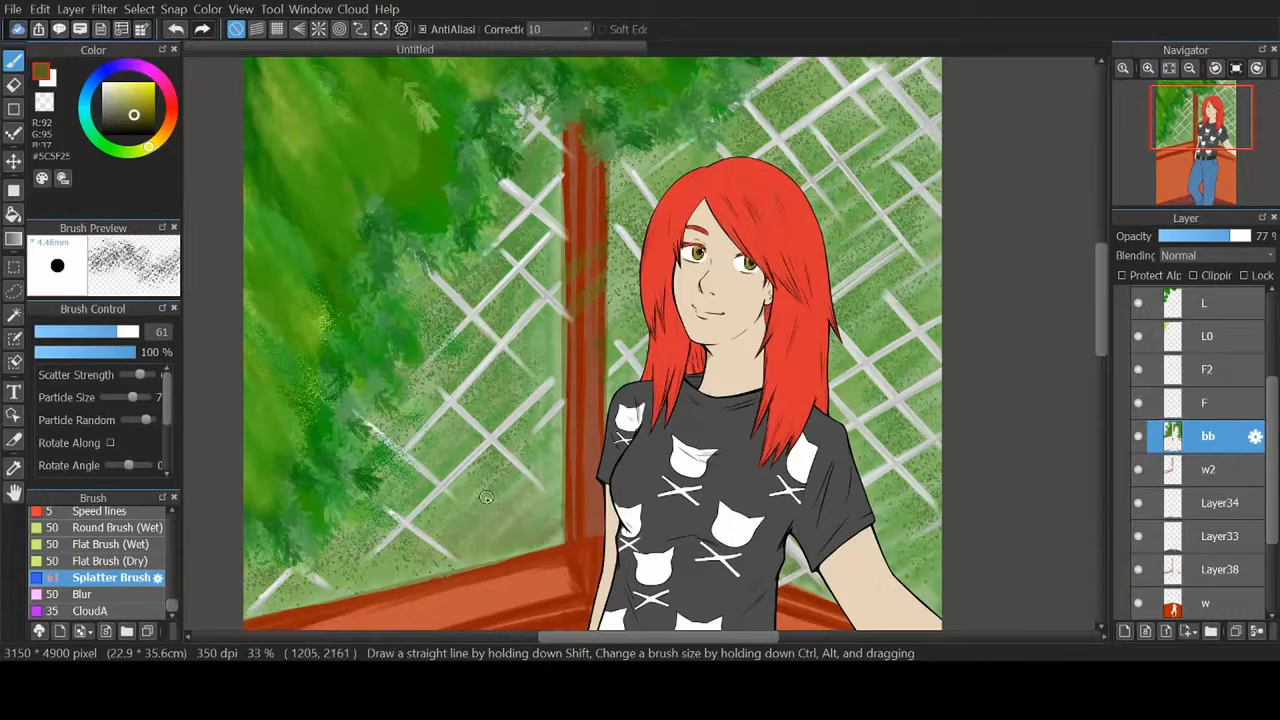 File Edit Layer Filter Select Snap Color View Tool Window Cloud Help
AntiAliasi Correctic 10 Soft Edg
Color Untitled Navigator
R:92
G:95
B:37
#5C5F25
Brush Preview
* 4.46mm
Brush Control
61
100 %
Scatter Strength
Particle Size 7
Particle Random
Rotate Along
Rotate Angle 0
Brush
5 Speed lines
50 Round Brush (Wet)
50 Flat Brush (Wet)
50 Flat Brush (Dry)
61 Splatter Brush
50 Blur
35 CloudA
Layer
Opacity 77 %
Blending Normal
Protect Alp Clippin Lock
L
L0
F2
F
bb
w2
Layer34
Layer33
Layer38
w
3150 * 4900 pixel (22.9 * 35.6cm) 350 dpi 33 % ( 1205, 2161 ) Draw a straight line by holding down Shift, Change a brush size by holding down Ctrl, Alt, and dragging